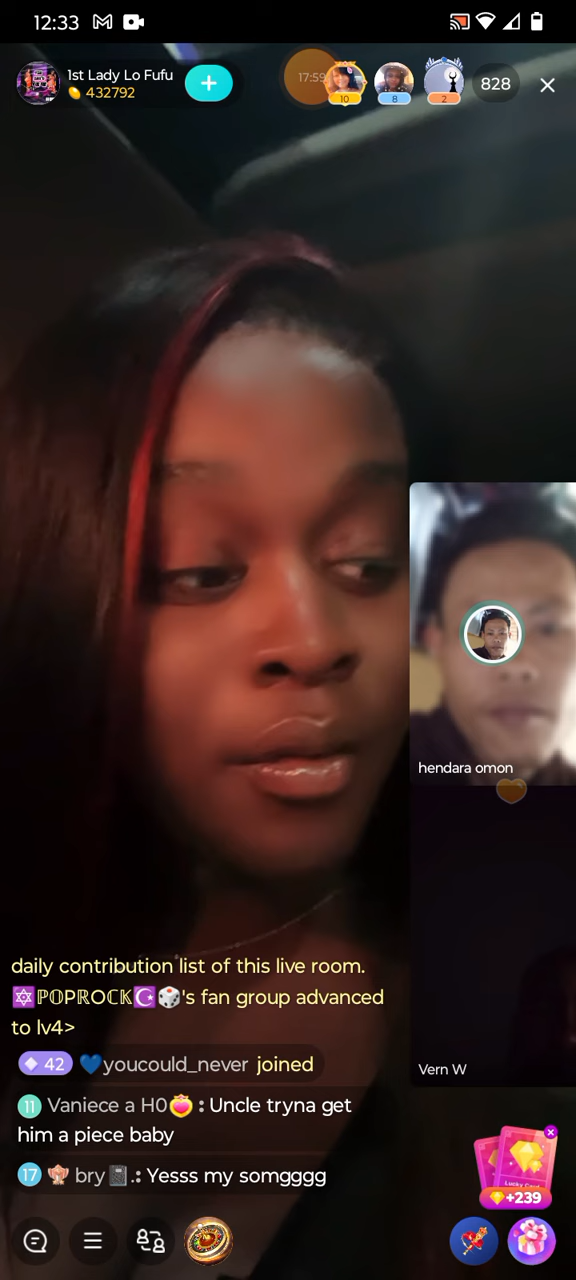 12:33
1st Lady Lo Fufu
432792
+
17:59
10
8
2
828
hendara omon
daily contribution list of this live room.
✡️ℙ𝕆ℙℝ𝕆ℂ𝕂☪️🎲's fan group advanced
to lv4>
42 💙youcould_never joined
Vern W
11 Vaniece a H0🍑 : Uncle tryna get
him a piece baby
17 bry📓.: Yesss my somgggg
Lucky Card
+239